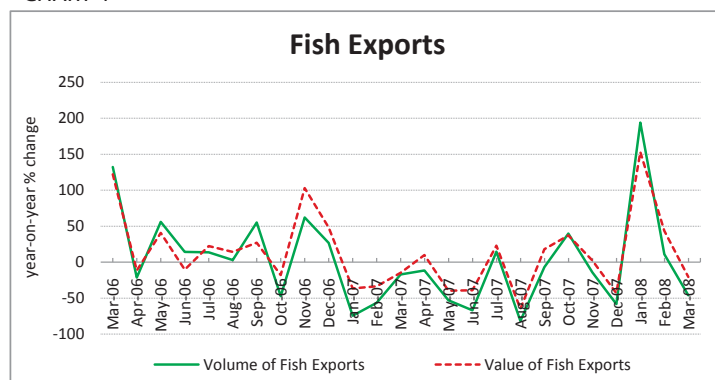 Fish Exports
250
200
150
100
50
0
-50
-100
year-on-year % change
Mar-06
Apr-06
May-06
Jun-06
Jul-06
Aug-06
Sep-06
Oct-06
Nov-06
Dec-06
Jan-07
Feb-07
Mar-07
Apr-07
May-07
Jun-07
Jul-07
Aug-07
Sep-07
Oct-07
Nov-07
Dec-07
Jan-08
Feb-08
Mar-08
Volume of Fish Exports
Value of Fish Exports